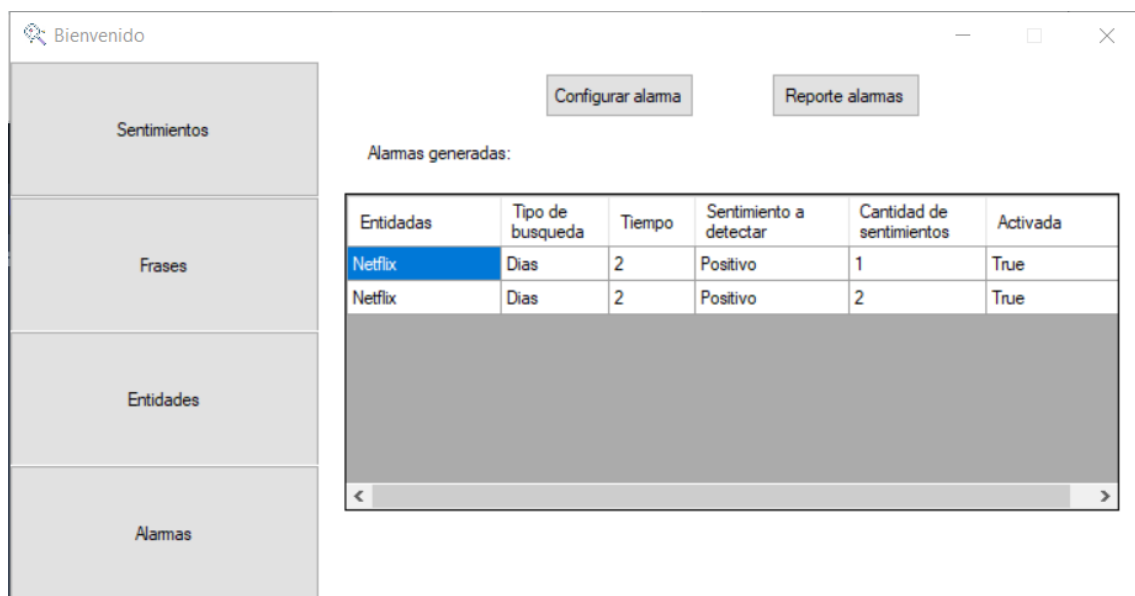 Bienvenido
Sentimientos
Frases
Entidades
Alarmas
Configurar alarma
Reporte alarmas
Alarmas generadas:
Entidadas Tipo de busqueda Tiempo Sentimiento a detectar Cantidad de sentimientos Activada
Netflix Dias 2 Positivo 1 True
Netflix Dias 2 Positivo 2 True